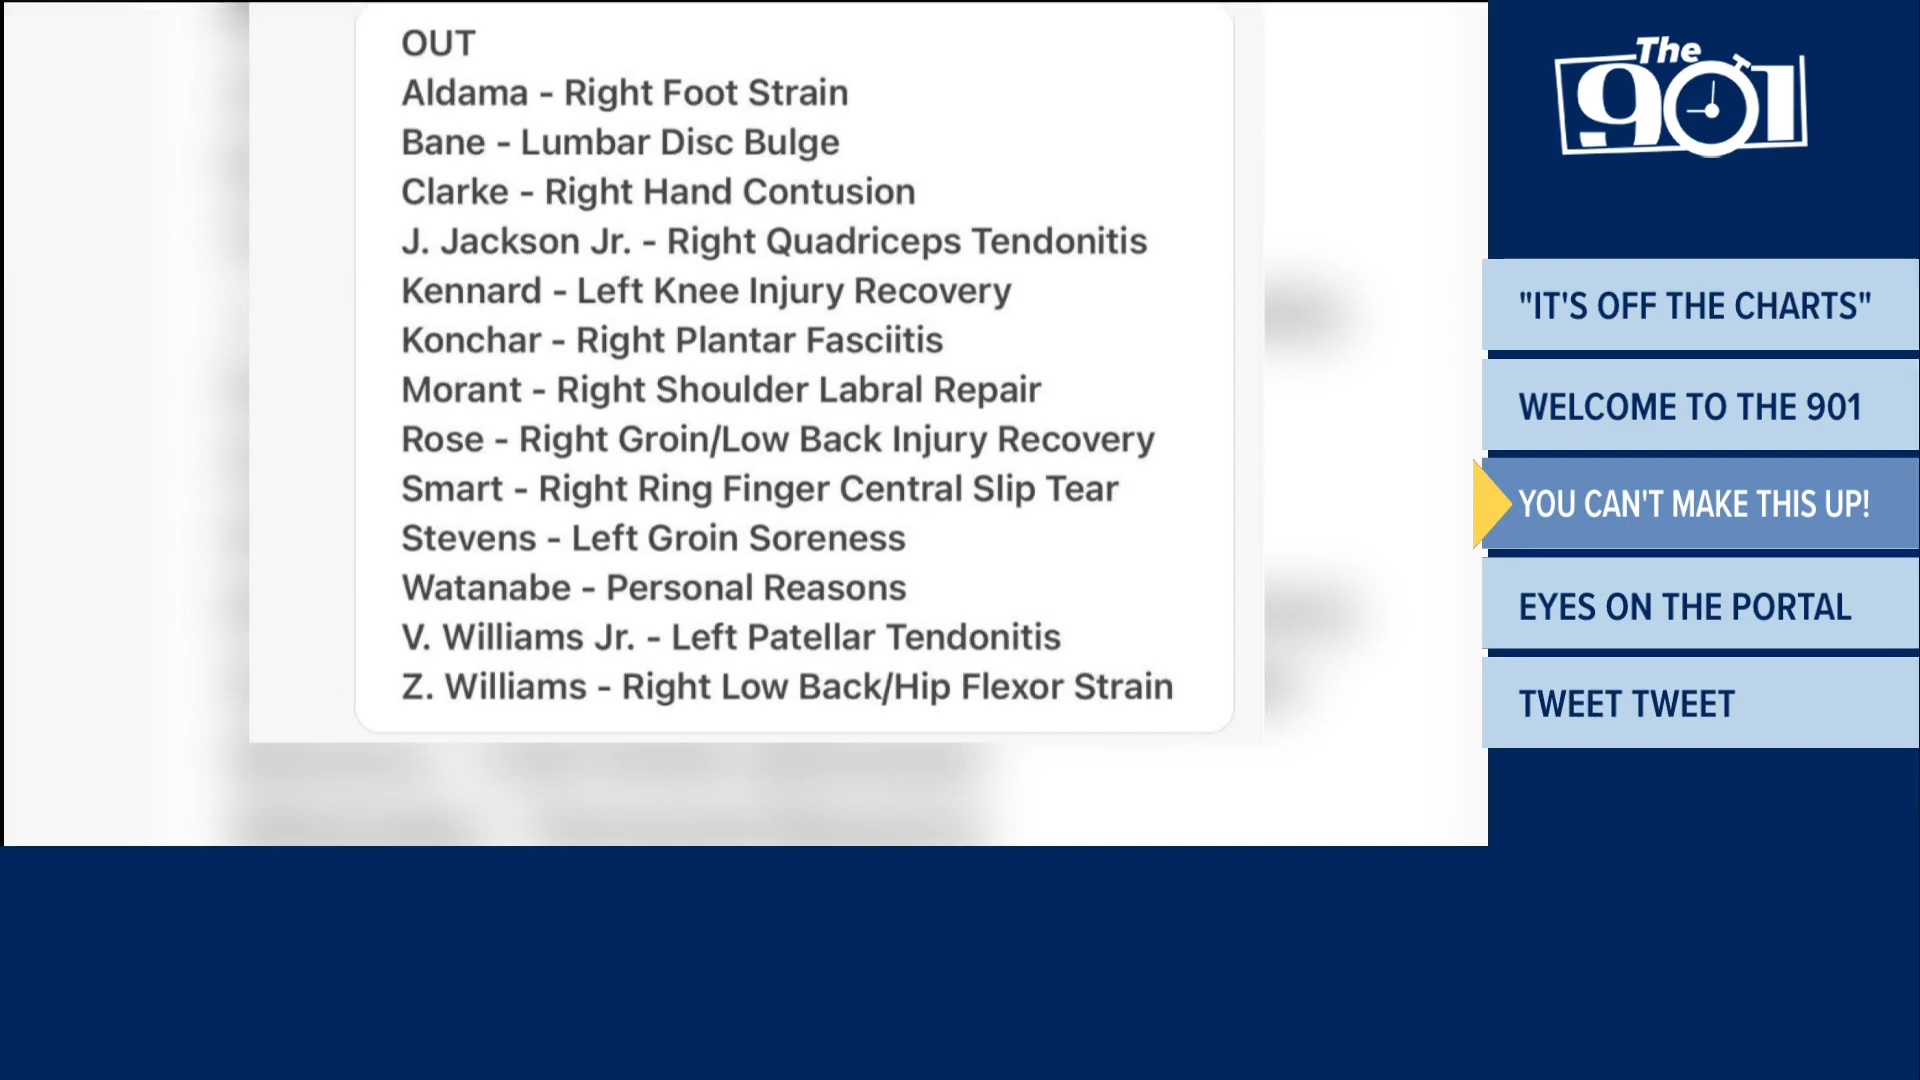 OUT
Aldama - Right Foot Strain
Bane - Lumbar Disc Bulge
Clarke - Right Hand Contusion
J. Jackson Jr. - Right Quadriceps Tendonitis
Kennard - Left Knee Injury Recovery
Konchar - Right Plantar Fasciitis
Morant - Right Shoulder Labral Repair
Rose - Right Groin/Low Back Injury Recovery
Smart - Right Ring Finger Central Slip Tear
Stevens - Left Groin Soreness
Watanabe - Personal Reasons
V. Williams Jr. - Left Patellar Tendonitis
Z. Williams - Right Low Back/Hip Flexor Strain
The
901
"IT'S OFF THE CHARTS"
WELCOME TO THE 901
YOU CAN'T MAKE THIS UP!
EYES ON THE PORTAL
TWEET TWEET